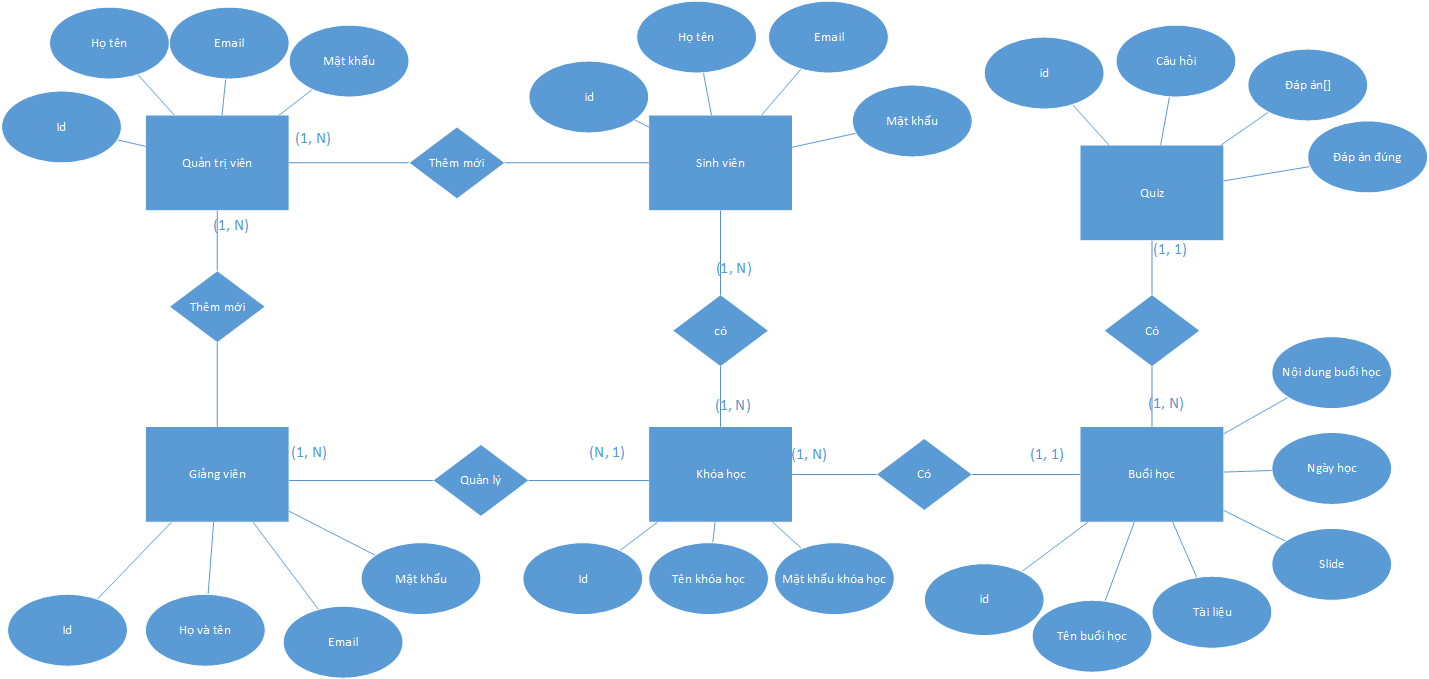 Họ tên
Email
Mật khẩu
Id
Quản trị viên
(1, N)
Thêm mới
Họ tên
Email
id
Mật khẩu
Sinh viên
id
Câu hỏi
Đáp án[]
Đáp án đúng
Quiz
(1, N)
Thêm mới
(1, N)
có
(1, N)
(1, 1)
Có
(1, N)
Giảng viên
(1, N)
Quản lý
(N, 1)
Khóa học
(1, N)
Có
(1, 1)
Buổi học
Nội dung buổi học
Ngày học
Slide
Id
Họ và tên
Email
Mật khẩu
Id
Tên khóa học
Mật khẩu khóa học
id
Tên buổi học
Tài liệu